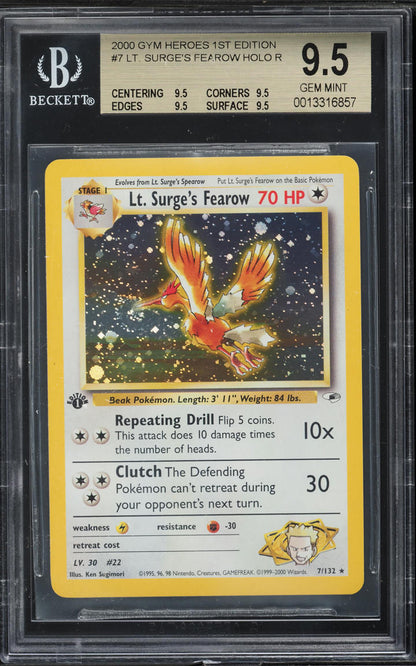 2000 GYM HEROES 1ST EDITION
#7 LT. SURGE'S FEAROW HOLO R
BECKETT®
CENTERING 9.5 CORNERS 9.5
EDGES 9.5 SURFACE 9.5
9.5
GEM MINT
0013316857
STAGE 1
Evolves from Lt. Surge's Spearow
Put Lt. Surge's Fearow on the Basic Pokémon
Lt. Surge's Fearow 70 HP
EDITION
1
Beak Pokémon. Length: 3' 11", Weight: 84 lbs.
Repeating Drill Flip 5 coins.
This attack does 10 damage times
the number of heads.
10x
Clutch The Defending
Pokémon can't retreat during
your opponent's next turn.
30
weakness resistance -30
retreat cost
LV. 30 #22
Illus. Ken Sugimori
©1995, 96, 98 Nintendo, Creatures, GAMEFREAK. ©1999-2000 Wizards.
7/132 ★